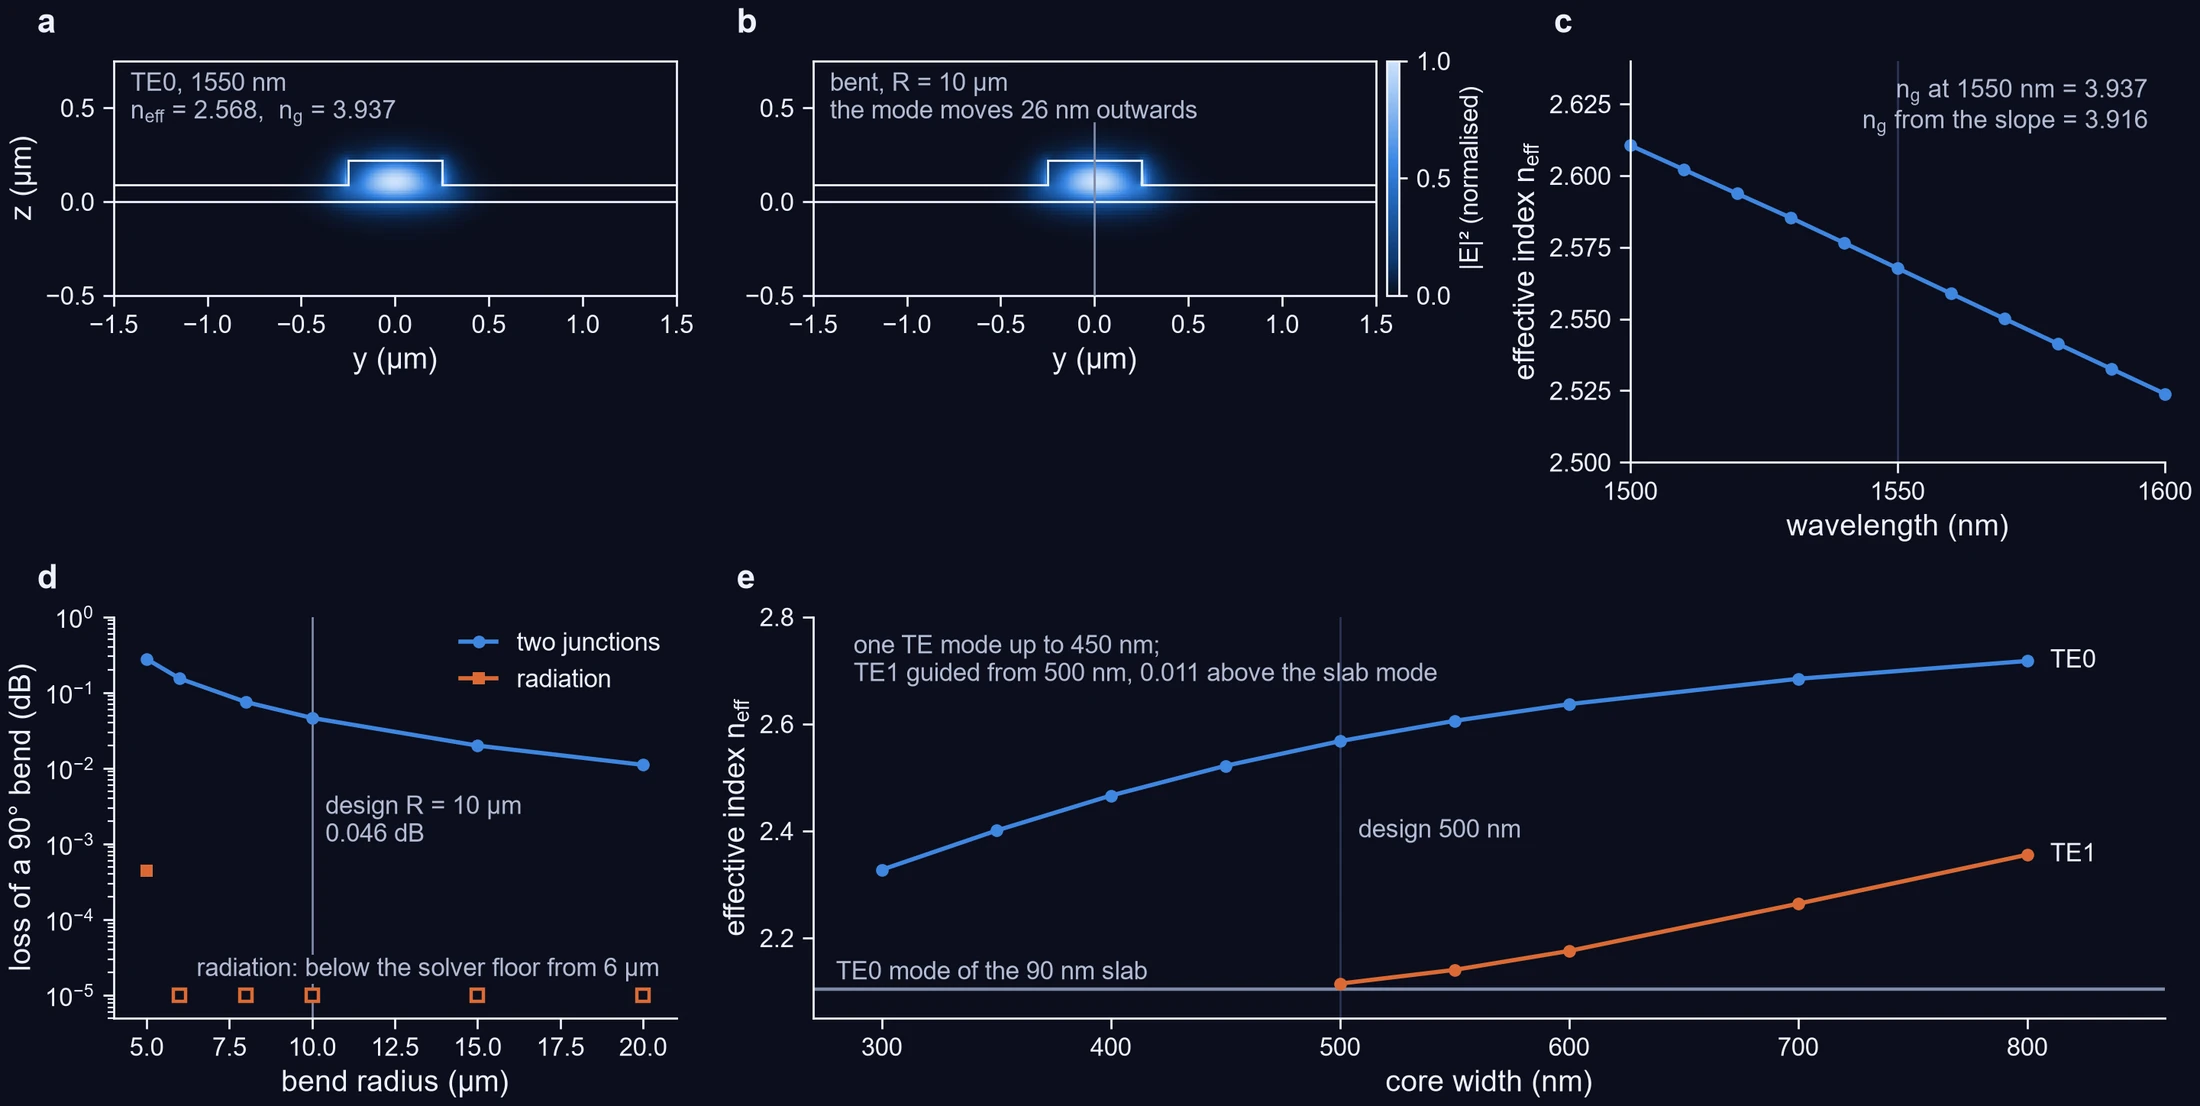 a
TE0, 1550 nm
n_eff = 2.568, n_g = 3.937
z (µm)
0.5
0.0
−0.5
−1.5 −1.0 −0.5 0.0 0.5 1.0 1.5
y (µm)
b
bent, R = 10 µm
the mode moves 26 nm outwards
0.5
0.0
−0.5
−1.5 −1.0 −0.5 0.0 0.5 1.0 1.5
y (µm)
1.0
0.5
0.0
|E|² (normalised)
c
n_g at 1550 nm = 3.937
n_g from the slope = 3.916
effective index n_eff
2.625
2.600
2.575
2.550
2.525
2.500
1500 1550 1600
wavelength (nm)
d
loss of a 90° bend (dB)
10⁰
10⁻¹
10⁻²
10⁻³
10⁻⁴
10⁻⁵
two junctions
radiation
design R = 10 µm
0.046 dB
radiation: below the solver floor from 6 µm
5.0 7.5 10.0 12.5 15.0 17.5 20.0
bend radius (µm)
e
effective index n_eff
2.8
2.6
2.4
2.2
one TE mode up to 450 nm;
TE1 guided from 500 nm, 0.011 above the slab mode
TE0
design 500 nm
TE1
TE0 mode of the 90 nm slab
300 400 500 600 700 800
core width (nm)